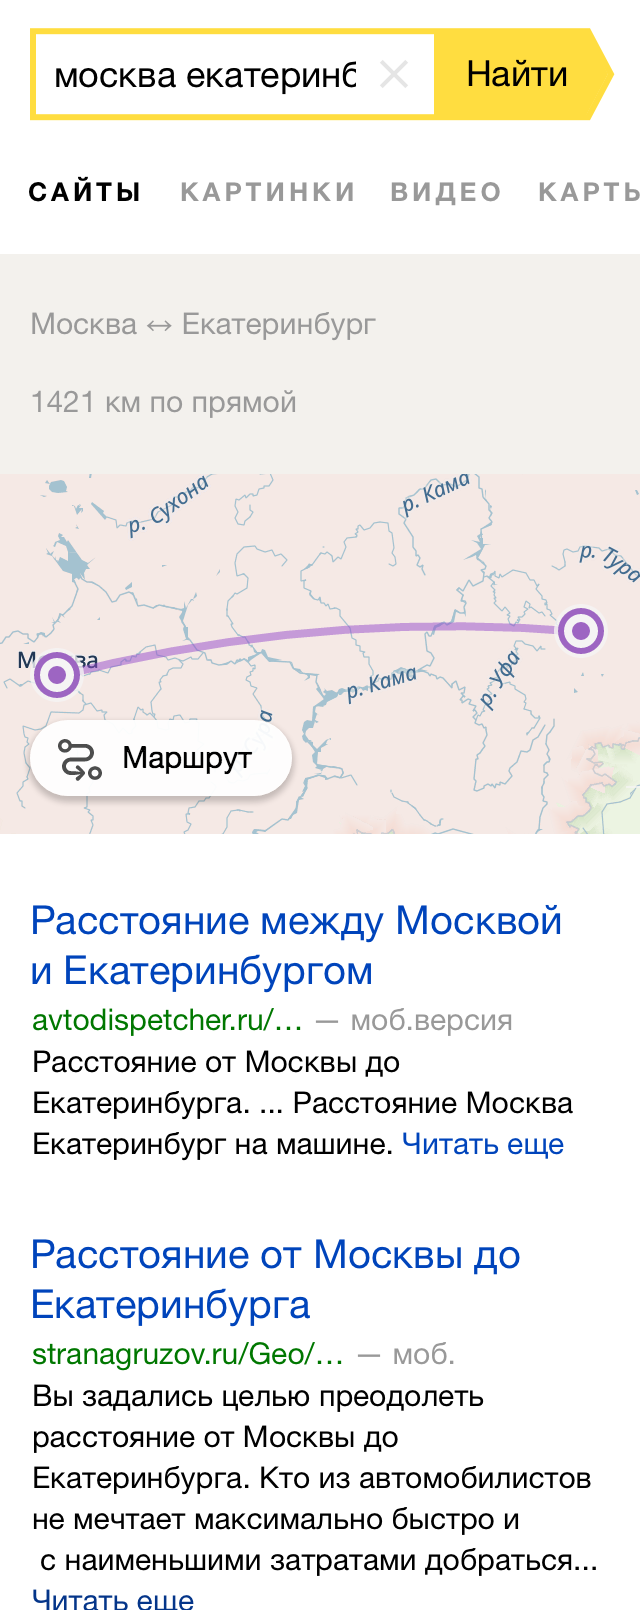 москва екатеринб
Найти
САЙТЫ КАРТИНКИ ВИДЕО КАРТЫ
Москва ↔ Екатеринбург
1421 км по прямой
р. Сухона
р. Кама
р. Тура
р. Кама
р. Уфа
Маршрут
Расстояние между Москвой
и Екатеринбургом
avtodispetcher.ru/... — моб.версия
Расстояние от Москвы до
Екатеринбурга. ... Расстояние Москва
Екатеринбург на машине. Читать еще
Расстояние от Москвы до
Екатеринбурга
stranagruzov.ru/Geo/... — моб.
Вы задались целью преодолеть
расстояние от Москвы до
Екатеринбурга. Кто из автомобилистов
не мечтает максимально быстро и
с наименьшими затратами добраться...
Читать еще